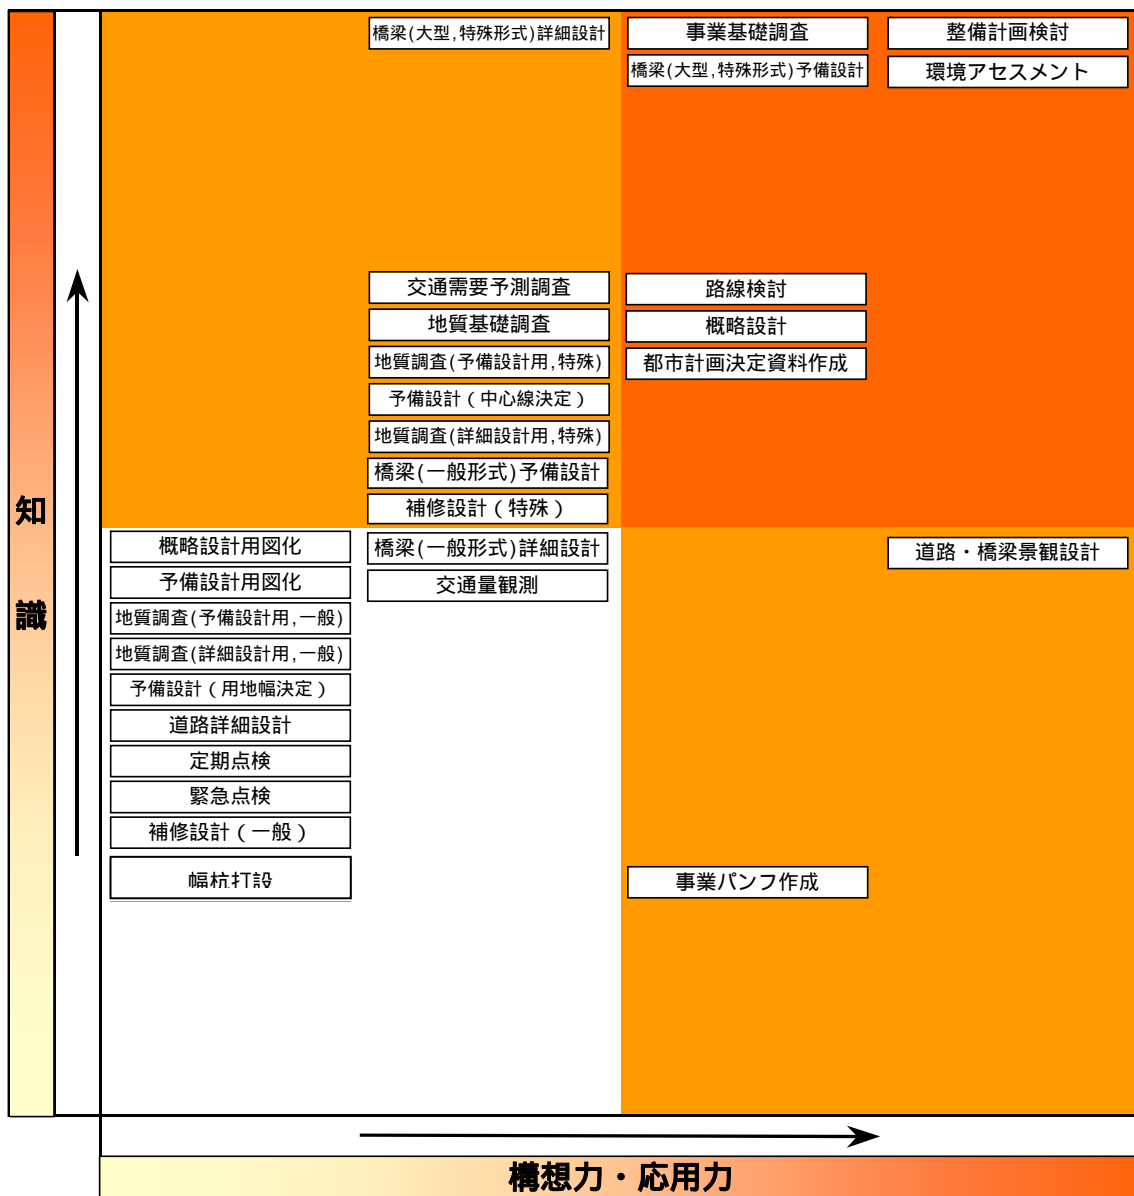 橋梁(大型,特殊形式)詳細設計
事業基礎調査
整備計画検討
橋梁(大型,特殊形式)予備設計
環境アセスメント
交通需要予測調査
路線検討
地質基礎調査
概略設計
地質調査(予備設計用,特殊)
都市計画決定資料作成
予備設計(中心線決定)
地質調査(詳細設計用,特殊)
橋梁(一般形式)予備設計
補修設計(特殊)
知
識
概略設計用図化
橋梁(一般形式)詳細設計
道路・橋梁景観設計
予備設計用図化
交通量観測
地質調査(予備設計用,一般)
地質調査(詳細設計用,一般)
予備設計(用地幅決定)
道路詳細設計
定期点検
緊急点検
補修設計(一般)
幅杭打設
事業パンフ作成
構想力・応用力